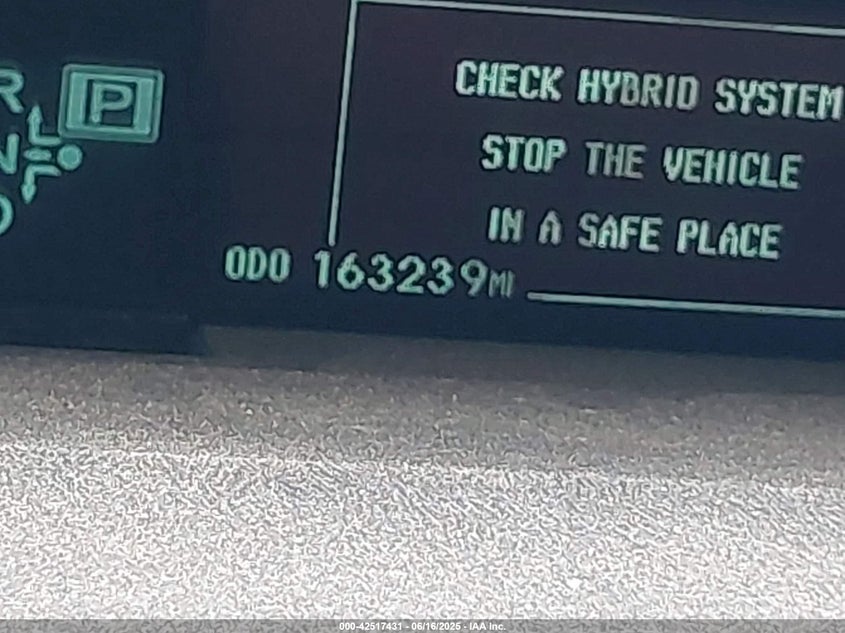 R
P
N
D
CHECK HYBRID SYSTEM
STOP THE VEHICLE
IN A SAFE PLACE
ODO 163239MI
000-42517431 - 06/16/2025 - IAA Inc.